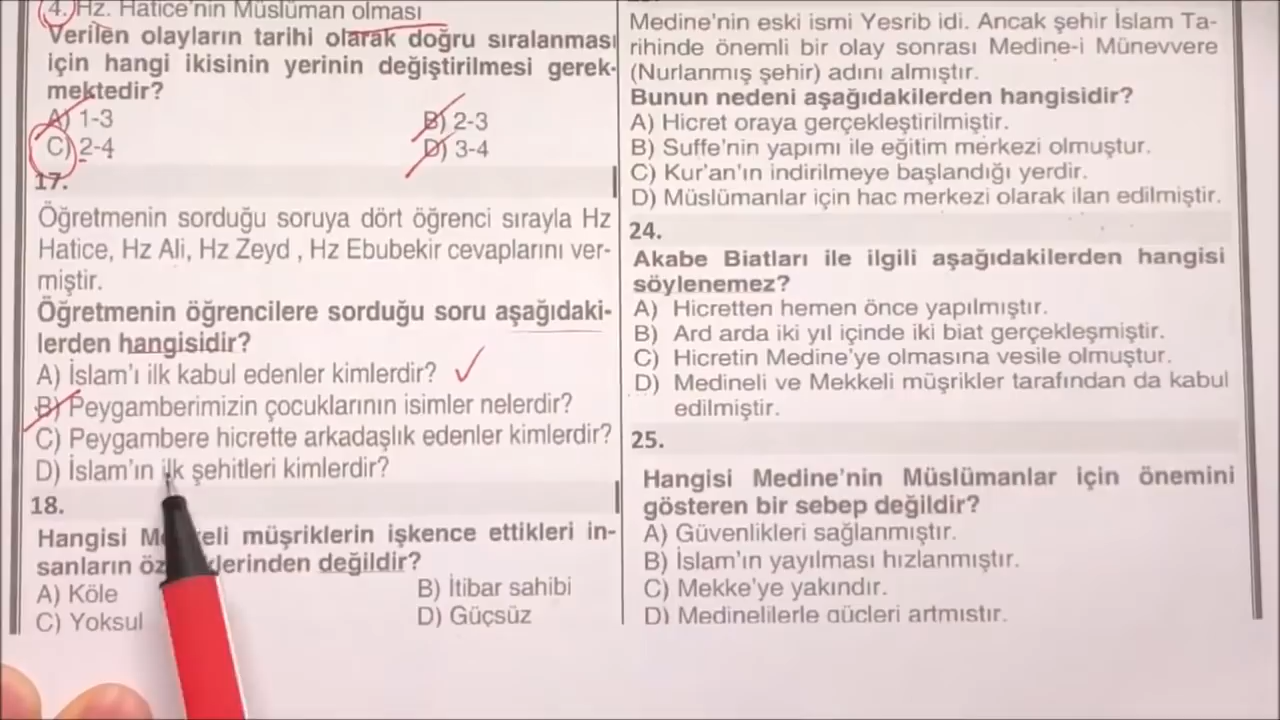 4. Hz. Hatice'nin Müslüman olması
Verilen olayların tarihi olarak doğru sıralanması
için hangi ikisinin yerinin değiştirilmesi gerek-
mektedir?
A) 1-3
B) 2-3
C) 2-4
D) 3-4
17.
Öğretmenin sorduğu soruya dört öğrenci sırayla Hz
Hatice, Hz Ali, Hz Zeyd , Hz Ebubekir cevaplarını ver-
miştir.
Öğretmenin öğrencilere sorduğu soru aşağıdaki-
lerden hangisidir?
A) İslam'ı ilk kabul edenler kimlerdir?
B) Peygamberimizin çocuklarının isimler nelerdir?
C) Peygambere hicrette arkadaşlık edenler kimlerdir?
D) İslam'ın ilk şehitleri kimlerdir?
18.
Hangisi müşriklerin işkence ettikleri in-
sanların değildir?
A) Köle
B) İtibar sahibi
C) Yoksul
D) Güçsüz
Medine'nin eski ismi Yesrib idi. Ancak şehir İslam Ta-
rihinde önemli bir olay sonrası Medine-i Münevvere
(Nurlanmış şehir) adını almıştır.
Bunun nedeni aşağıdakilerden hangisidir?
A) Hicret oraya gerçekleştirilmiştir.
B) Suffe'nin yapımı ile eğitim merkezi olmuştur.
C) Kur'an'ın indirilmeye başlandığı yerdir.
D) Müslümanlar için hac merkezi olarak ilan edilmiştir.
24.
Akabe Biatları ile ilgili aşağıdakilerden hangisi
söylenemez?
A) Hicretten hemen önce yapılmıştır.
B) Ard arda iki yıl içinde iki biat gerçekleşmiştir.
C) Hicretin Medine'ye olmasına vesile olmuştur.
D) Medineli ve Mekkeli müşrikler tarafından da kabul
edilmiştir.
25.
Hangisi Medine'nin Müslümanlar için önemini
gösteren bir sebep değildir?
A) Güvenlikleri sağlanmıştır.
B) İslam'ın yayılması hızlanmıştır.
C) Mekke'ye yakındır.
D) Medinelilerle güçleri artmıştır.